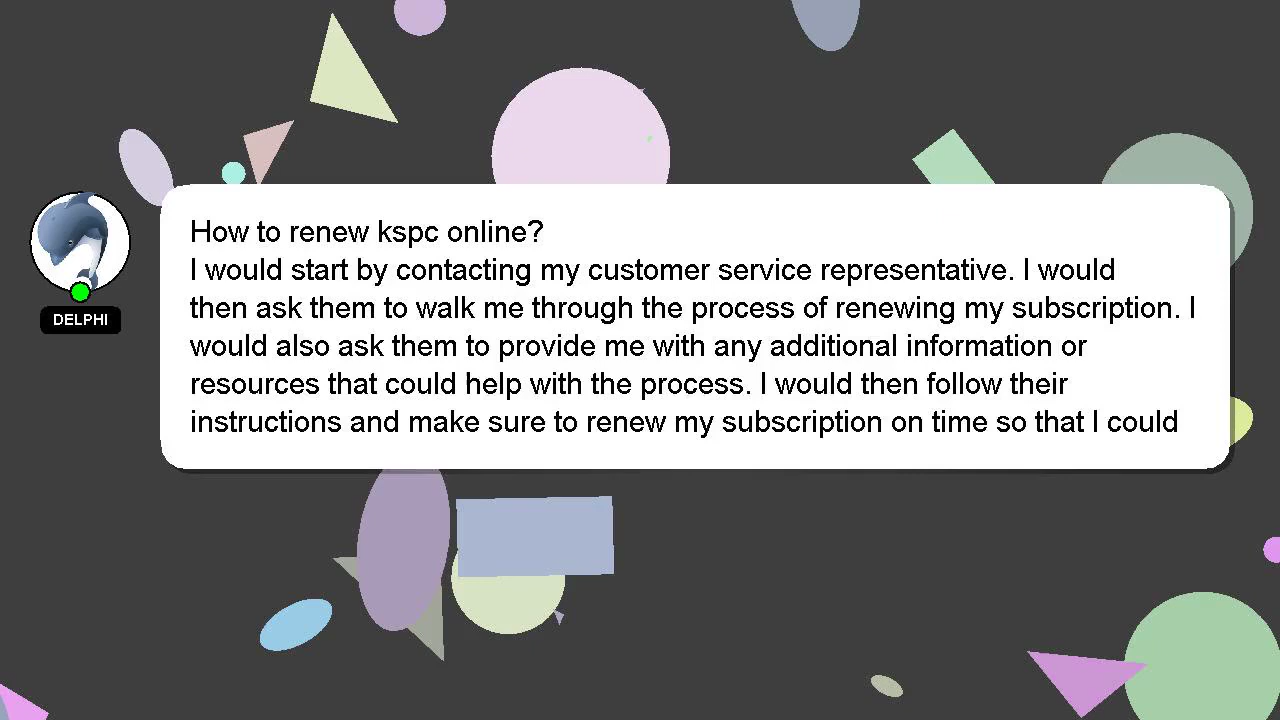 How to renew kspc online?
I would start by contacting my customer service representative. I would
then ask them to walk me through the process of renewing my subscription. I
would also ask them to provide me with any additional information or
resources that could help with the process. I would then follow their
instructions and make sure to renew my subscription on time so that I could
DELPHI